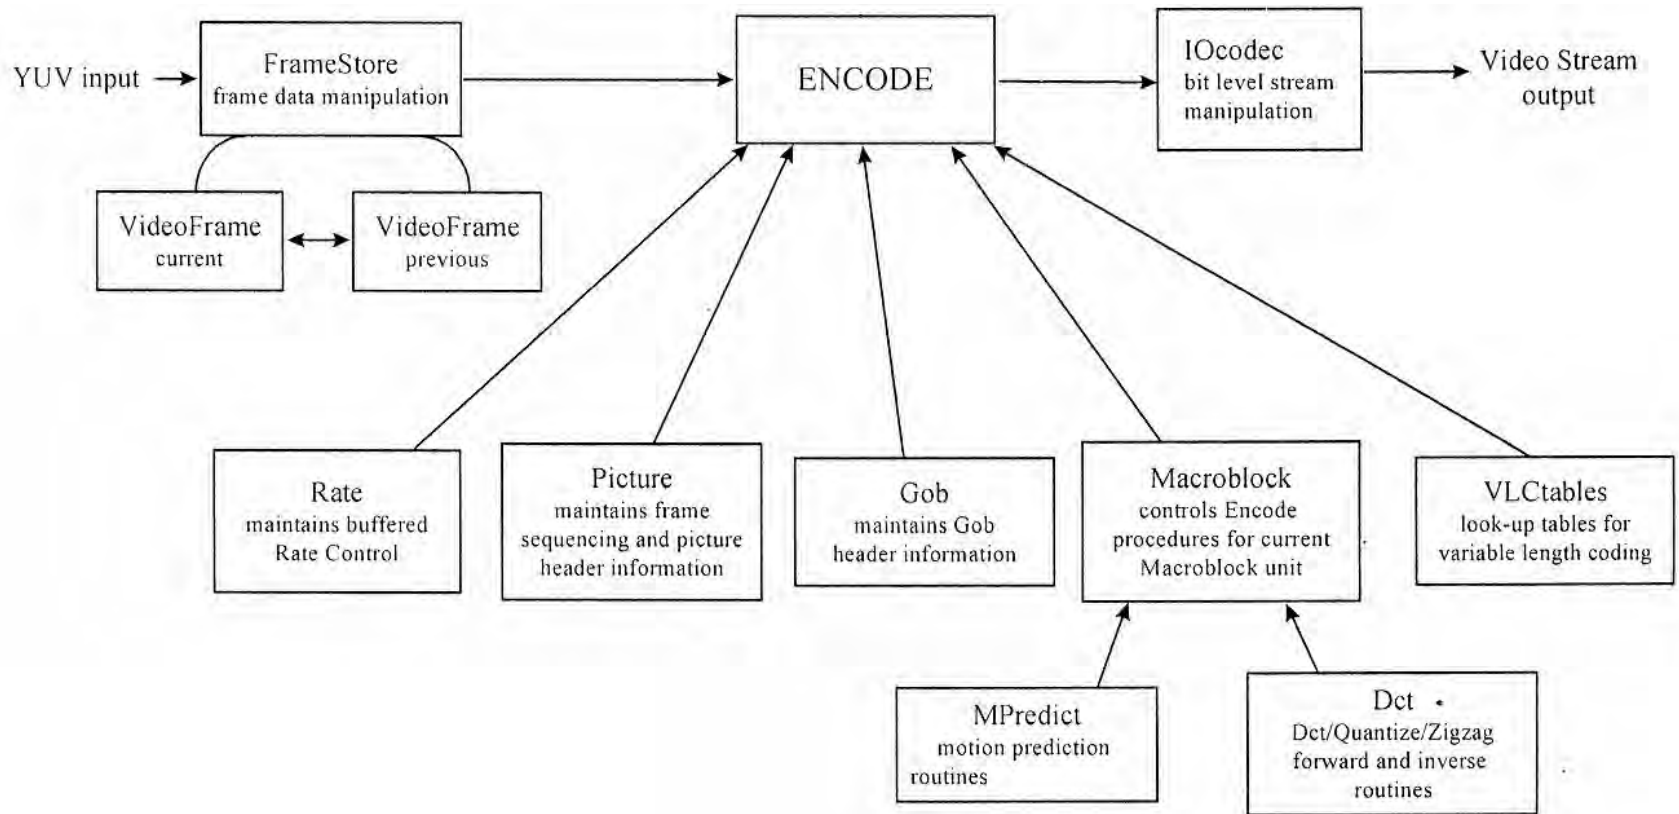 YUV input
FrameStore
frame data manipulation
ENCODE
IOcodec
bit level stream
manipulation
Video Stream
output
VideoFrame
current
VideoFrame
previous
Rate
maintains buffered
Rate Control
Picture
maintains frame
sequencing and picture
header information
Gob
maintains Gob
header information
Macroblock
controls Encode
procedures for current
Macroblock unit
VLCtables
look-up tables for
variable length coding
MPredict
motion prediction
routines
Dct
Dct/Quantize/Zigzag
forward and inverse
routines